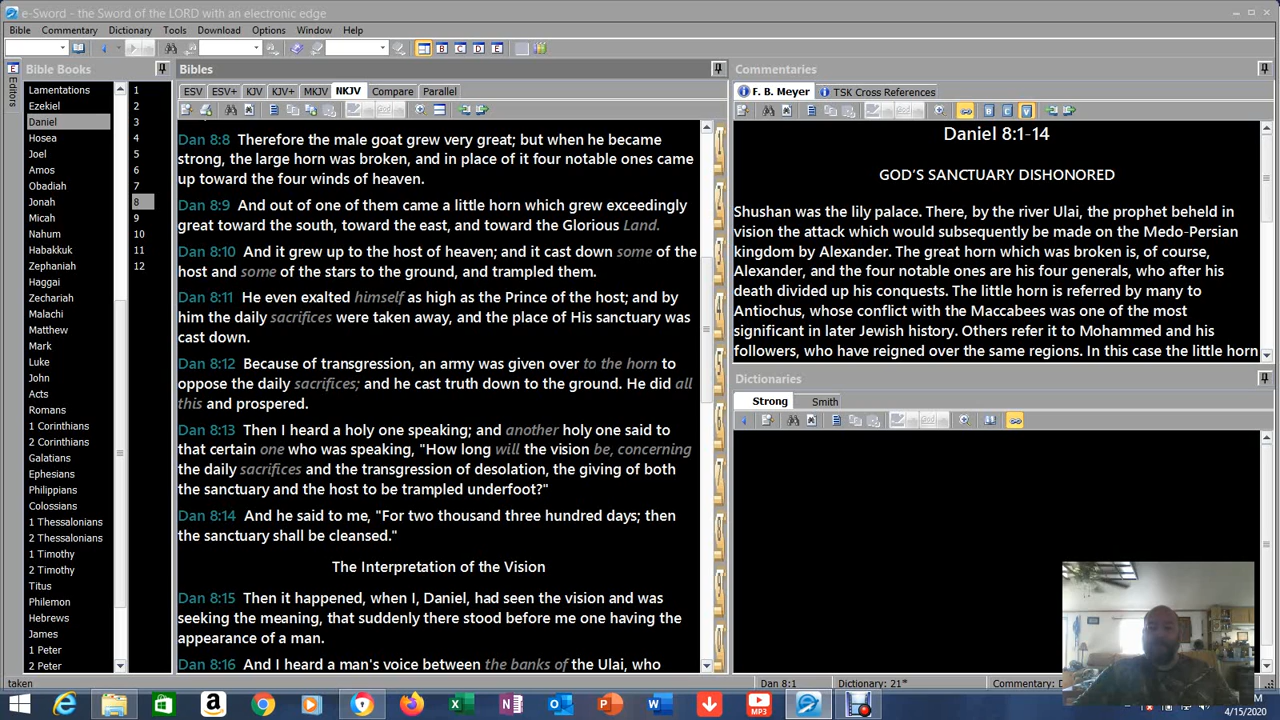 e-Sword - the Sword of the LORD with an electronic edge
Bible Commentary Dictionary Tools Download Options Window Help
B C D E
Editors
Bible Books
Lamentations
Ezekiel
Daniel
Hosea
Joel
Amos
Obadiah
Jonah
Micah
Nahum
Habakkuk
Zephaniah
Haggai
Zechariah
Malachi
Matthew
Mark
Luke
John
Acts
Romans
1 Corinthians
2 Corinthians
Galatians
Ephesians
Philippians
Colossians
1 Thessalonians
2 Thessalonians
1 Timothy
2 Timothy
Titus
Philemon
Hebrews
James
1 Peter
2 Peter
1
2
3
4
5
6
7
8
9
10
11
12
Bibles
ESV ESV+ KJV KJV+ MKJV NKJV Compare Parallel
Dan 8:8 Therefore the male goat grew very great; but when he became
strong, the large horn was broken, and in place of it four notable ones came
up toward the four winds of heaven.
Dan 8:9 And out of one of them came a little horn which grew exceedingly
great toward the south, toward the east, and toward the Glorious Land.
Dan 8:10 And it grew up to the host of heaven; and it cast down some of the
host and some of the stars to the ground, and trampled them.
Dan 8:11 He even exalted himself as high as the Prince of the host; and by
him the daily sacrifices were taken away, and the place of His sanctuary was
cast down.
Dan 8:12 Because of transgression, an army was given over to the horn to
oppose the daily sacrifices; and he cast truth down to the ground. He did all
this and prospered.
Dan 8:13 Then I heard a holy one speaking; and another holy one said to
that certain one who was speaking, "How long will the vision be, concerning
the daily sacrifices and the transgression of desolation, the giving of both
the sanctuary and the host to be trampled underfoot?"
Dan 8:14 And he said to me, "For two thousand three hundred days; then
the sanctuary shall be cleansed."
The Interpretation of the Vision
Dan 8:15 Then it happened, when I, Daniel, had seen the vision and was
seeking the meaning, that suddenly there stood before me one having the
appearance of a man.
Dan 8:16 And I heard a man's voice between the banks of the Ulai, who
Commentaries
F. B. Meyer TSK Cross References
B C V
Daniel 8:1-14
GOD'S SANCTUARY DISHONORED
Shushan was the lily palace. There, by the river Ulai, the prophet beheld in
vision the attack which would subsequently be made on the Medo-Persian
kingdom by Alexander. The great horn which was broken is, of course,
Alexander, and the four notable ones are his four generals, who after his
death divided up his conquests. The little horn is referred by many to
Antiochus, whose conflict with the Maccabees was one of the most
significant in later Jewish history. Others refer it to Mohammed and his
followers, who have reigned over the same regions. In this case the little horn
Dictionaries
Strong Smith
taken
Dan 8:1
Dictionary: 21*
Commentary: D
MP3
4/15/2020